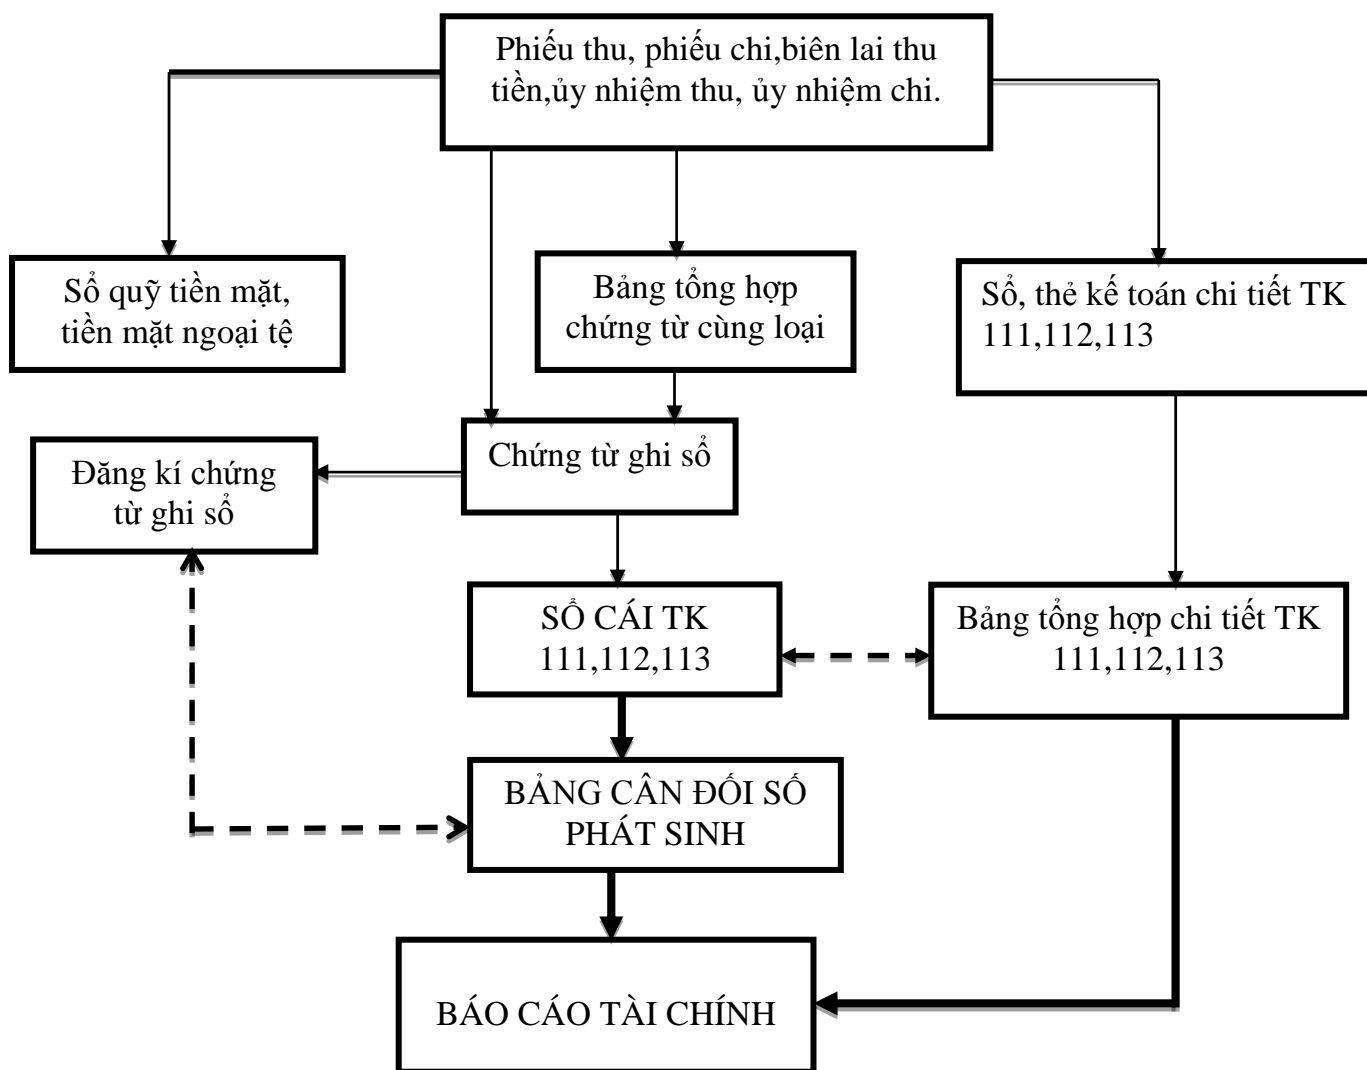 Phiếu thu, phiếu chi,biên lai thu
tiền,ủy nhiệm thu, ủy nhiệm chi.
Sổ quỹ tiền mặt,
tiền mặt ngoại tệ
Bảng tổng hợp
chứng từ cùng loại
Sổ, thẻ kế toán chi tiết TK
111,112,113
Đăng kí chứng
từ ghi sổ
Chứng từ ghi sổ
SỔ CÁI TK
111,112,113
Bảng tổng hợp chi tiết TK
111,112,113
BẢNG CÂN ĐỐI SỐ
PHÁT SINH
BÁO CÁO TÀI CHÍNH